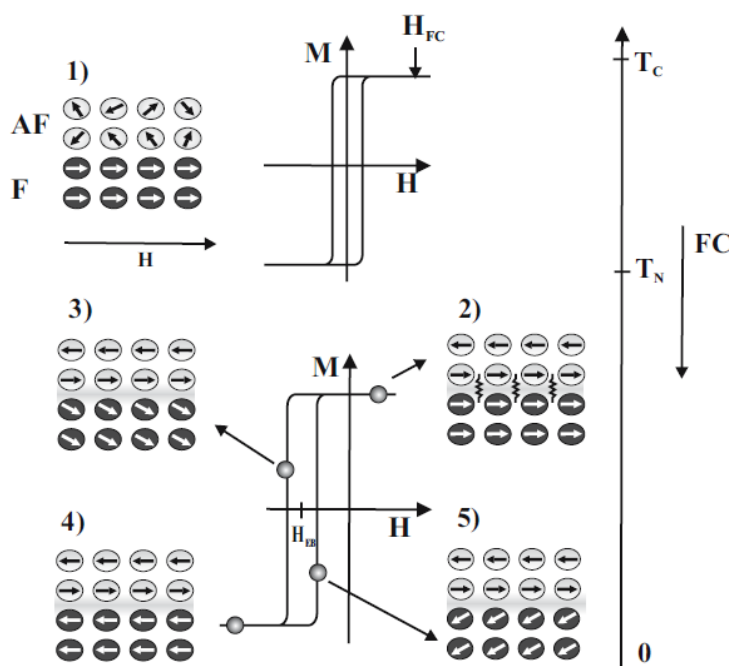 1)
AF
F
H
M
H_FC
H
T_C
FC
T_N
3)
2)
M
H_EB
H
4)
5)
0